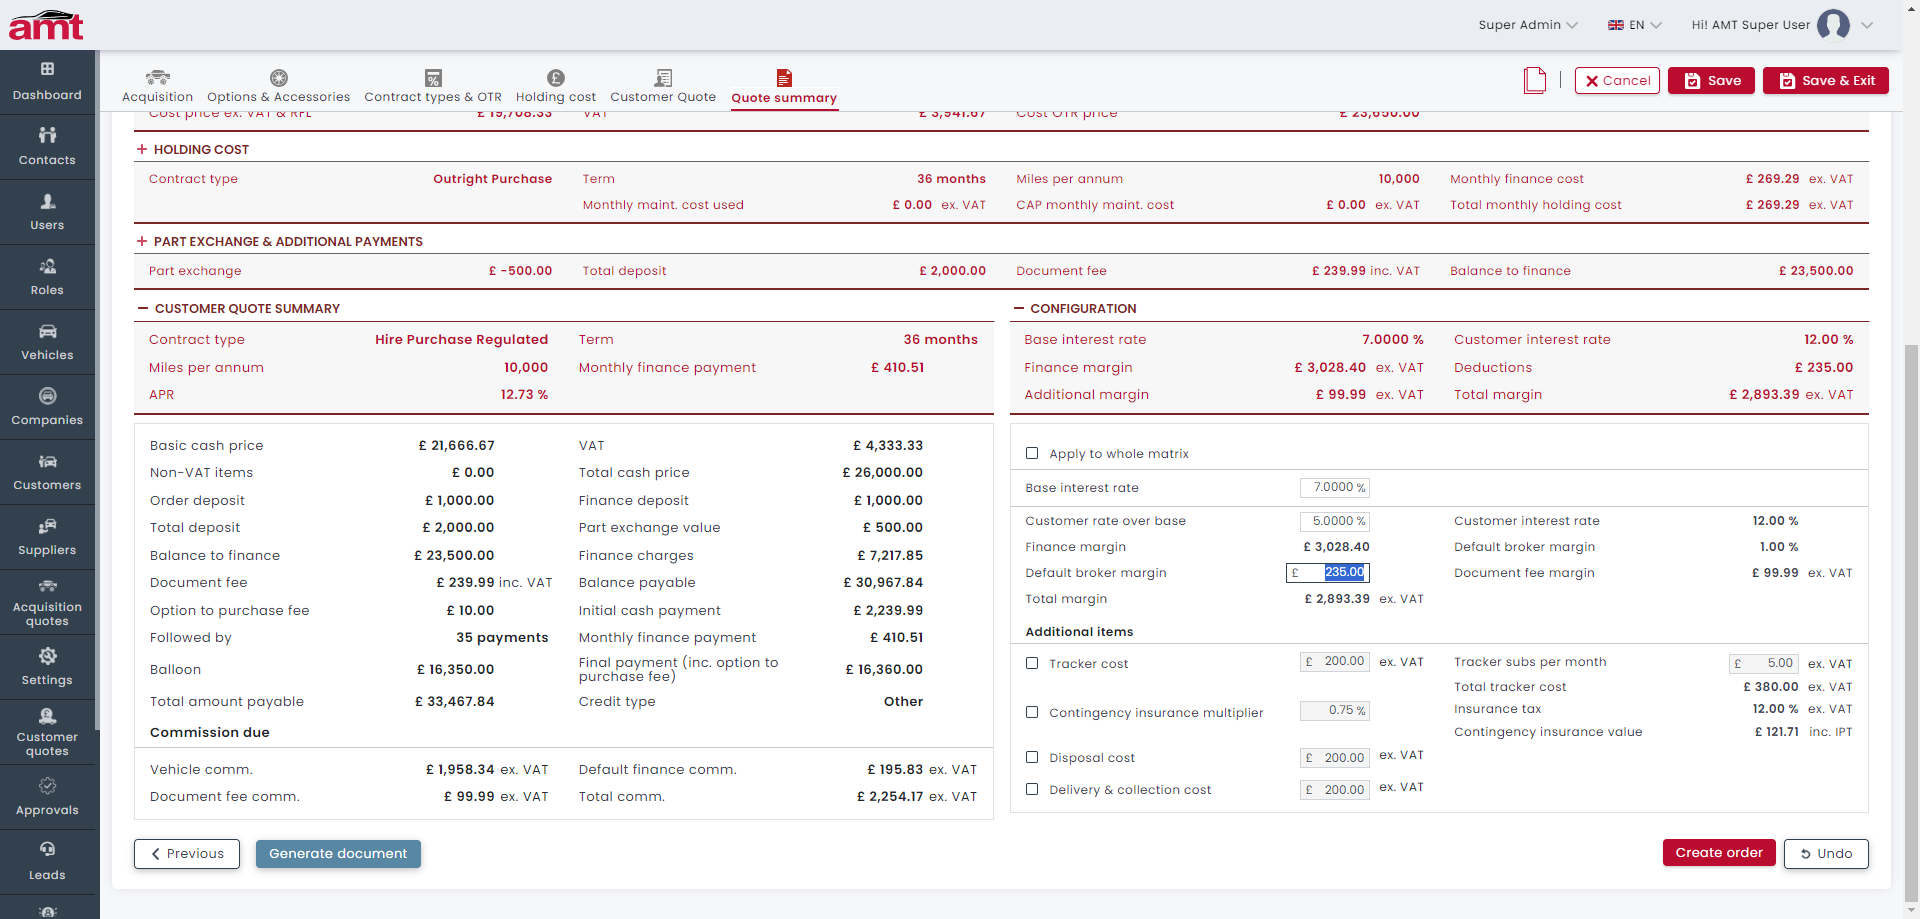 amt
Super Admin
EN
Hi! AMT Super User
Dashboard
Contacts
Users
Roles
Vehicles
Companies
Customers
Suppliers
Acquisition
quotes
Settings
Customer
quotes
Approvals
Leads
Acquisition
Options & Accessories
Contract types & OTR
Holding cost
Customer Quote
Quote summary
Cancel
Save
Save & Exit
Cost price ex. VAT & RFL £ 19,708.33 VAT £ 3,941.67 Cost OTR price £ 23,650.00
+ HOLDING COST
Contract type Outright Purchase Term 36 months Miles per annum 10,000 Monthly finance cost £ 269.29 ex. VAT
Monthly maint. cost used £ 0.00 ex. VAT CAP monthly maint. cost £ 0.00 ex. VAT Total monthly holding cost £ 269.29 ex. VAT
+ PART EXCHANGE & ADDITIONAL PAYMENTS
Part exchange £ -500.00 Total deposit £ 2,000.00 Document fee £ 239.99 inc. VAT Balance to finance £ 23,500.00
− CUSTOMER QUOTE SUMMARY
Contract type Hire Purchase Regulated Term 36 months
Miles per annum 10,000 Monthly finance payment £ 410.51
APR 12.73 %
Basic cash price £ 21,666.67 VAT £ 4,333.33
Non-VAT items £ 0.00 Total cash price £ 26,000.00
Order deposit £ 1,000.00 Finance deposit £ 1,000.00
Total deposit £ 2,000.00 Part exchange value £ 500.00
Balance to finance £ 23,500.00 Finance charges £ 7,217.85
Document fee £ 239.99 inc. VAT Balance payable £ 30,967.84
Option to purchase fee £ 10.00 Initial cash payment £ 2,239.99
Followed by 35 payments Monthly finance payment £ 410.51
Balloon £ 16,350.00 Final payment (inc. option to
purchase fee) £ 16,360.00
Total amount payable £ 33,467.84 Credit type Other
Commission due
Vehicle comm. £ 1,958.34 ex. VAT Default finance comm. £ 195.83 ex. VAT
Document fee comm. £ 99.99 ex. VAT Total comm. £ 2,254.17 ex. VAT
− CONFIGURATION
Base interest rate 7.0000 % Customer interest rate 12.00 %
Finance margin £ 3,028.40 ex. VAT Deductions £ 235.00
Additional margin £ 99.99 ex. VAT Total margin £ 2,893.39 ex. VAT
Apply to whole matrix
Base interest rate 7.0000 %
Customer rate over base 5.0000 % Customer interest rate 12.00 %
Finance margin £ 3,028.40 Default broker margin 1.00 %
Default broker margin £ 235.00 Document fee margin £ 99.99 ex. VAT
Total margin £ 2,893.39 ex. VAT
Additional items
Tracker cost £ 200.00 ex. VAT Tracker subs per month £ 5.00 ex. VAT
Total tracker cost £ 380.00 ex. VAT
Contingency insurance multiplier 0.75 % Insurance tax 12.00 % ex. VAT
Contingency insurance value £ 121.71 inc. IPT
Disposal cost £ 200.00 ex. VAT
Delivery & collection cost £ 200.00 ex. VAT
Previous
Generate document
Create order
Undo